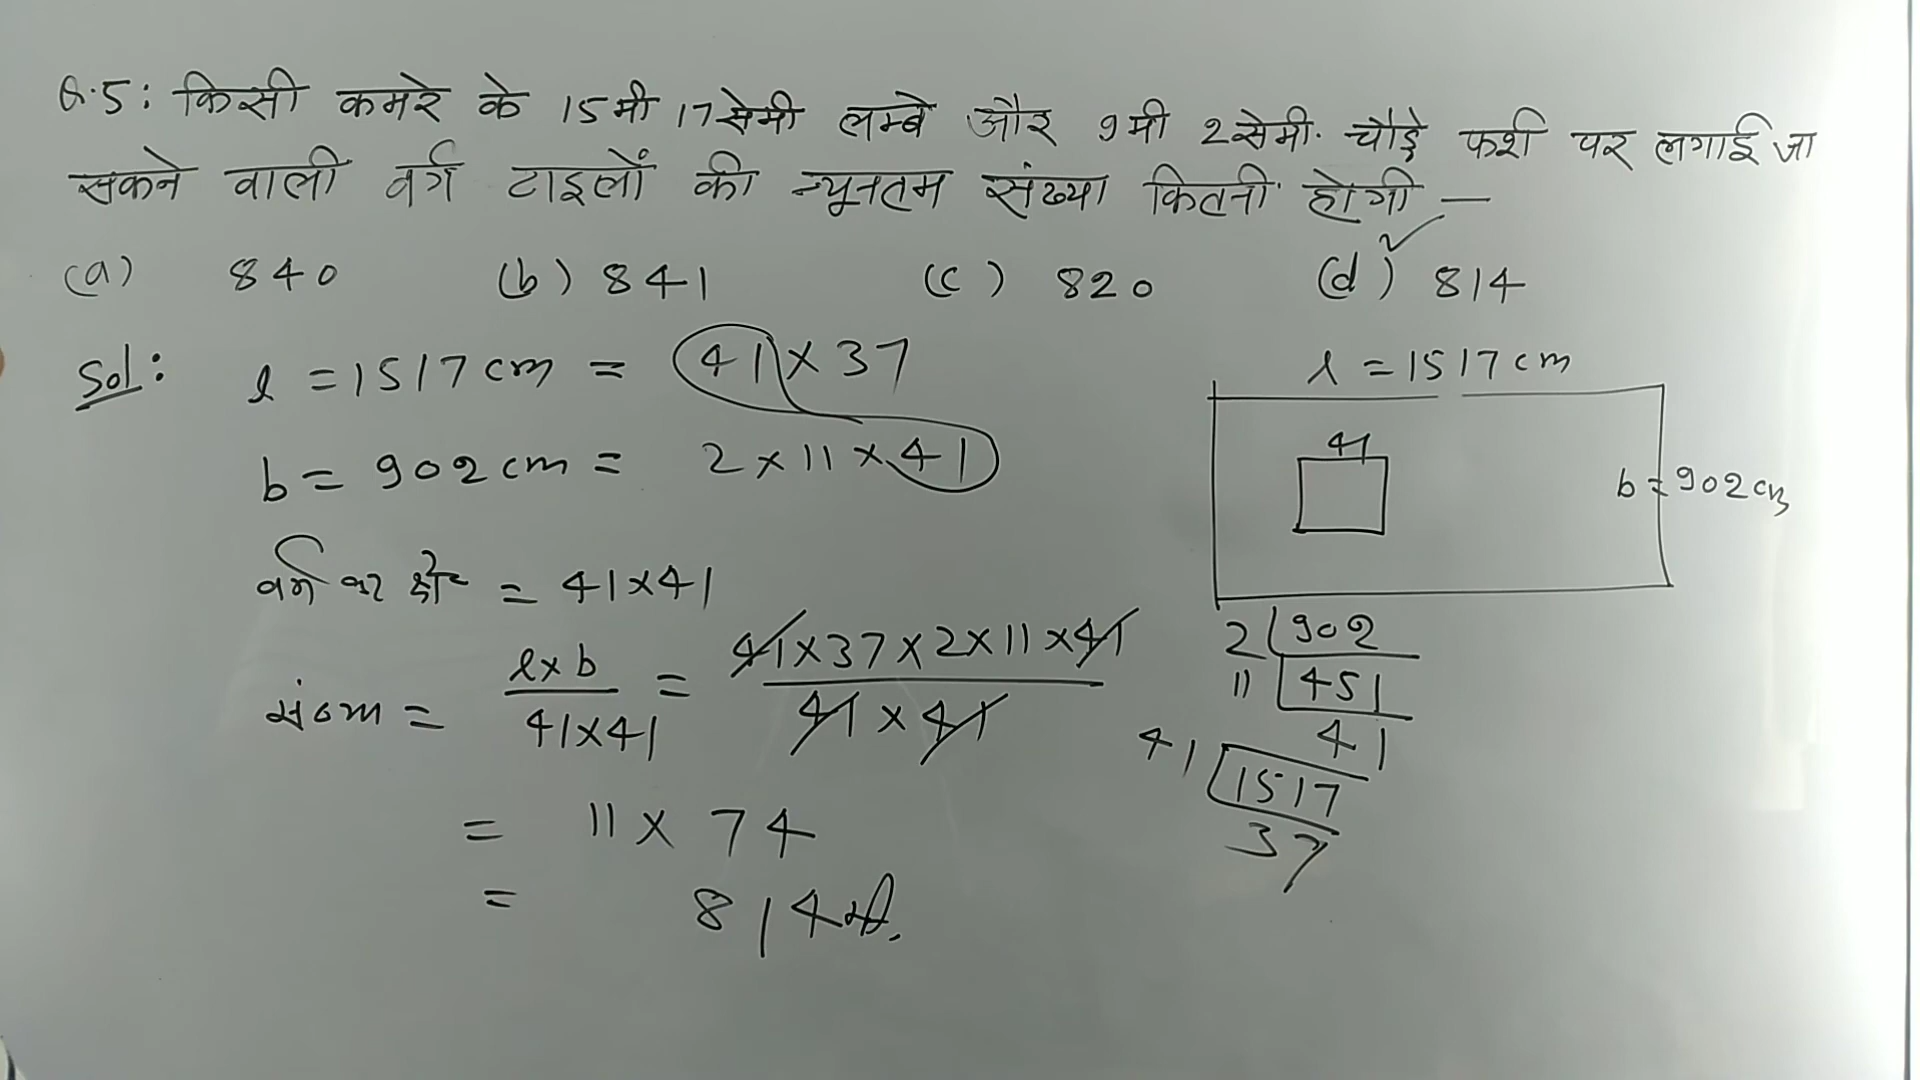 Q.5: किसी कमरे के 15मी 17सेमी लम्बे और 9मी 2सेमी. चौड़े फर्श पर लगाई जा
सकने वाली वर्ग टाइलों की न्यूनतम संख्या कितनी होगी —
(a) 840 (b) 841 (c) 820 (d) ✓ 814
Sol: l = 1517 cm = 41 × 37
b = 902 cm = 2 × 11 × 41
वर्ग का = 41 × 41
संख्या = l×b / 41×41 = 41×37×2×11×41 / 41×41
= 11 × 74
= 814
l = 1517 cm
41
b = 902 cm
2 | 902
11 | 451
41
41 | 1517
37